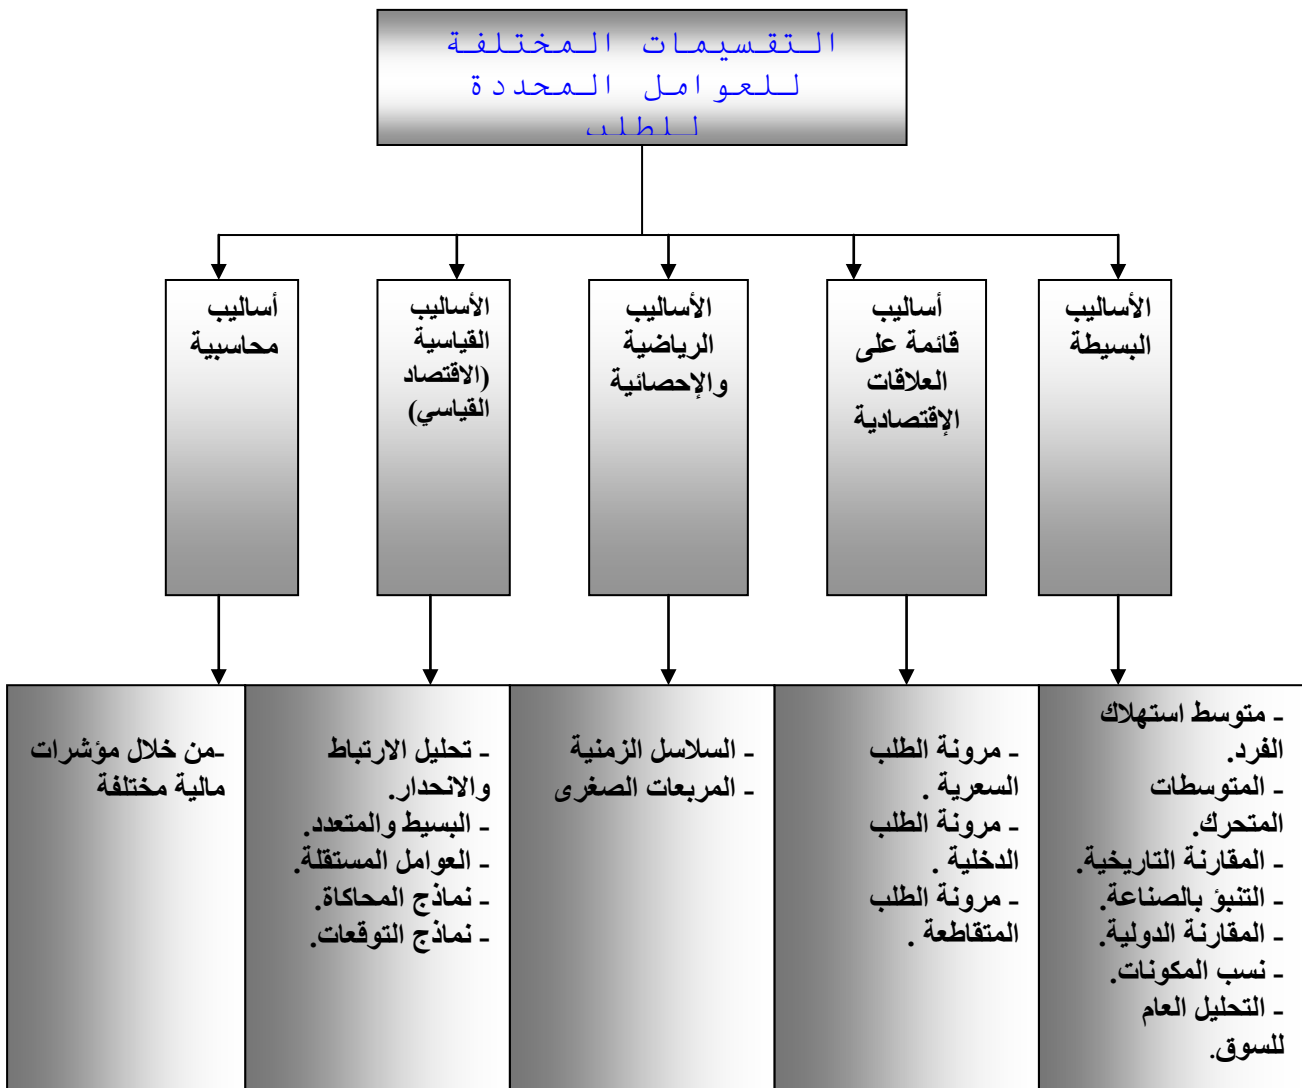 التقسيمات المختلفة
للعوامل المحددة
للطلب
الأساليب
البسيطة
أساليب
قائمة على
العلاقات
الإقتصادية
الأساليب
الرياضية
والإحصائية
الأساليب
القياسية
(الاقتصاد
القياسي)
أساليب
محاسبية
- متوسط استهلاك
الفرد.
- المتوسطات
المتحرك.
- المقارنة التاريخية.
- التنبؤ بالصناعة.
- المقارنة الدولية.
- نسب المكونات.
- التحليل العام
للسوق.
- مرونة الطلب
السعرية .
- مرونة الطلب
الدخلية .
- مرونة الطلب
المتقاطعة .
- السلاسل الزمنية
- المربعات الصغرى
- تحليل الارتباط
والانحدار.
- البسيط والمتعدد.
- العوامل المستقلة.
- نماذج المحاكاة.
- نماذج التوقعات.
-من خلال مؤشرات
مالية مختلفة